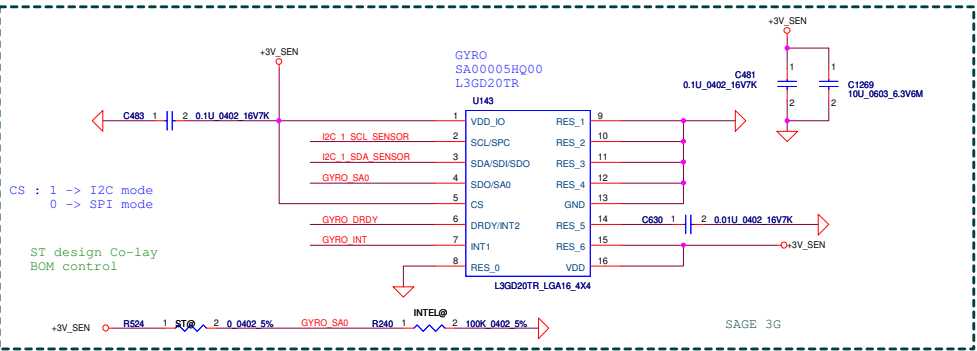 +3V_SEN
+3V_SEN
GYRO
SA00005HQ00
L3GD20TR
U143
C481
0.1U_0402_16V7K
1
2
1
2
C1269
10U_0603_6.3V6M
C483 1 2 0.1U_0402_16V7K
1 VDD_IO RES_1 9
I2C_1_SCL_SENSOR 2 SCL/SPC RES_2 10
I2C_1_SDA_SENSOR 3 SDA/SDI/SDO RES_3 11
GYRO_SA0 4 SDO/SA0 RES_4 12
5 CS GND 13
GYRO_DRDY 6 DRDY/INT2 RES_5 14 C630 1 2 0.01U_0402_16V7K
GYRO_INT 7 INT1 RES_6 15 +3V_SEN
8 RES_0 VDD 16
L3GD20TR_LGA16_4X4
CS : 1 -> I2C mode
0 -> SPI mode
ST design Co-lay
BOM control
+3V_SEN R524 1 ST@ 2 0_0402_5% GYRO_SA0 R240 1 INTEL@ 2 100K_0402_5%
SAGE 3G